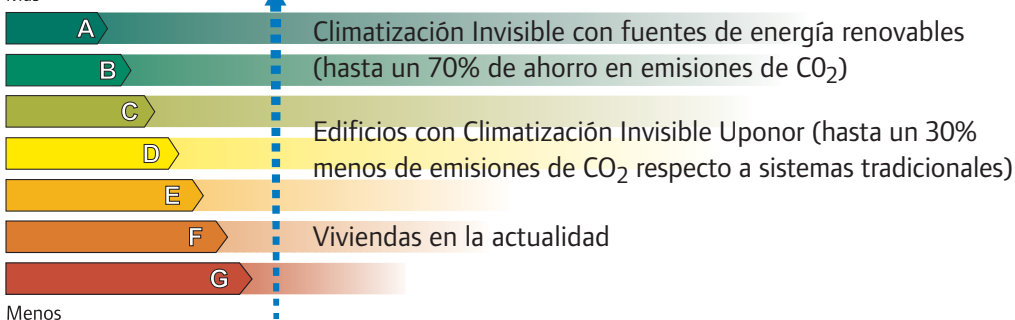 Más
A
Climatización Invisible con fuentes de energía renovables
B
(hasta un 70% de ahorro en emisiones de C0₂)
C
Edificios con Climatización Invisible Uponor (hasta un 30%
D
menos de emisiones de CO₂ respecto a sistemas tradicionales)
E
F
Viviendas en la actualidad
G
Menos